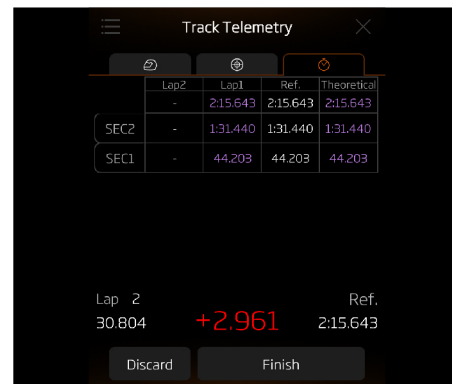 Track Telemetry
Lap2 Lap1 Ref. Theoretical
- 2:15.643 2:15.643 2:15.643
SEC2 - 1:31.440 1:31.440 1:31.440
SEC1 - 44.203 44.203 44.203
Lap 2 Ref.
30.804 +2.961 2:15.643
Discard Finish